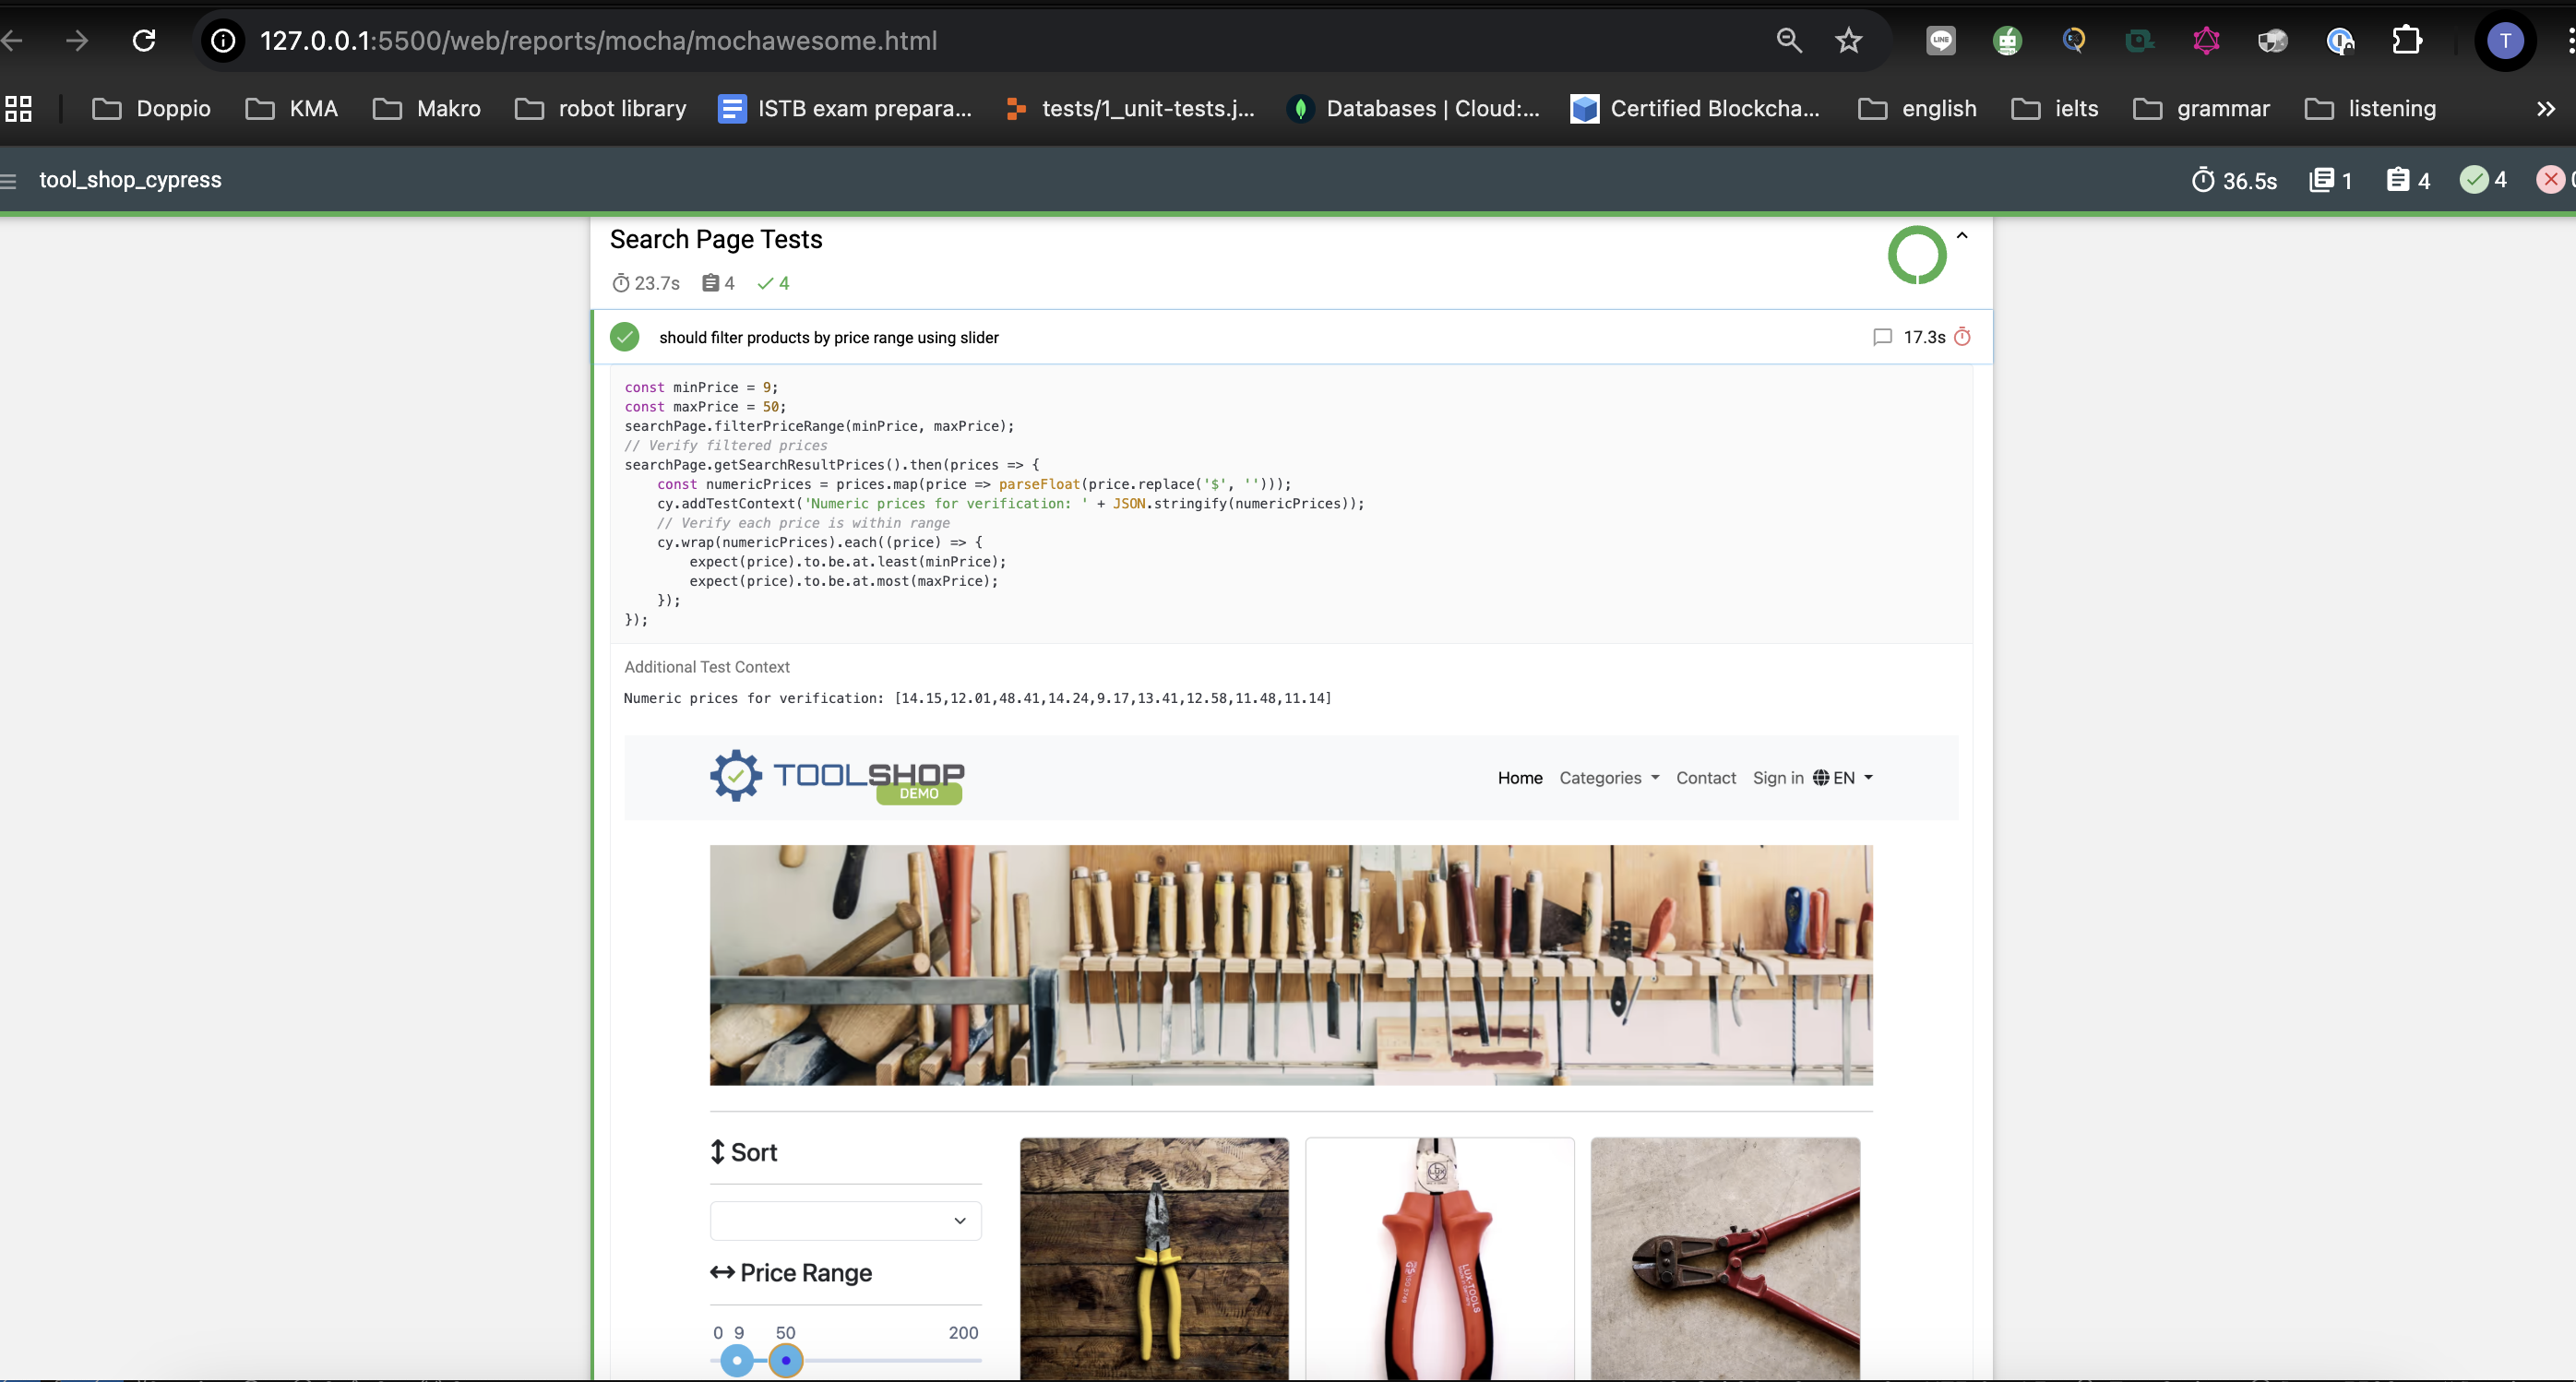 127.0.0.1:5500/web/reports/mocha/mochawesome.html
T
Doppio
KMA
Makro
robot library
ISTB exam prepara...
tests/1_unit-tests.j...
Databases | Cloud:...
Certified Blockcha...
english
ielts
grammar
listening
tool_shop_cypress
36.5s
1
4
4
Search Page Tests
23.7s
4
4
should filter products by price range using slider
17.3s
const minPrice = 9;
const maxPrice = 50;
searchPage.filterPriceRange(minPrice, maxPrice);
// Verify filtered prices
searchPage.getSearchResultPrices().then(prices => {
    const numericPrices = prices.map(price => parseFloat(price.replace('$', '')));
    cy.addTestContext('Numeric prices for verification: ' + JSON.stringify(numericPrices));
    // Verify each price is within range
    cy.wrap(numericPrices).each((price) => {
        expect(price).to.be.at.least(minPrice);
        expect(price).to.be.at.most(maxPrice);
    });
});
Additional Test Context
Numeric prices for verification: [14.15,12.01,48.41,14.24,9.17,13.41,12.58,11.48,11.14]
TOOLSHOP
DEMO
Home
Categories
Contact
Sign in
EN
Sort
Price Range
0 9 50 200
LUX-TOOLS